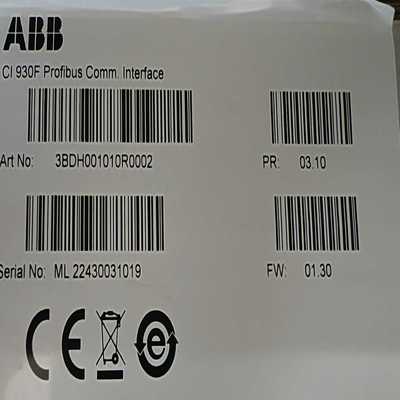 ABB
CI 930F Profibus Comm. Interface
Art No: 3BDH001010R0002 PR: 03.10
Serial No: ML 22430031019 FW: 01.30
CE e